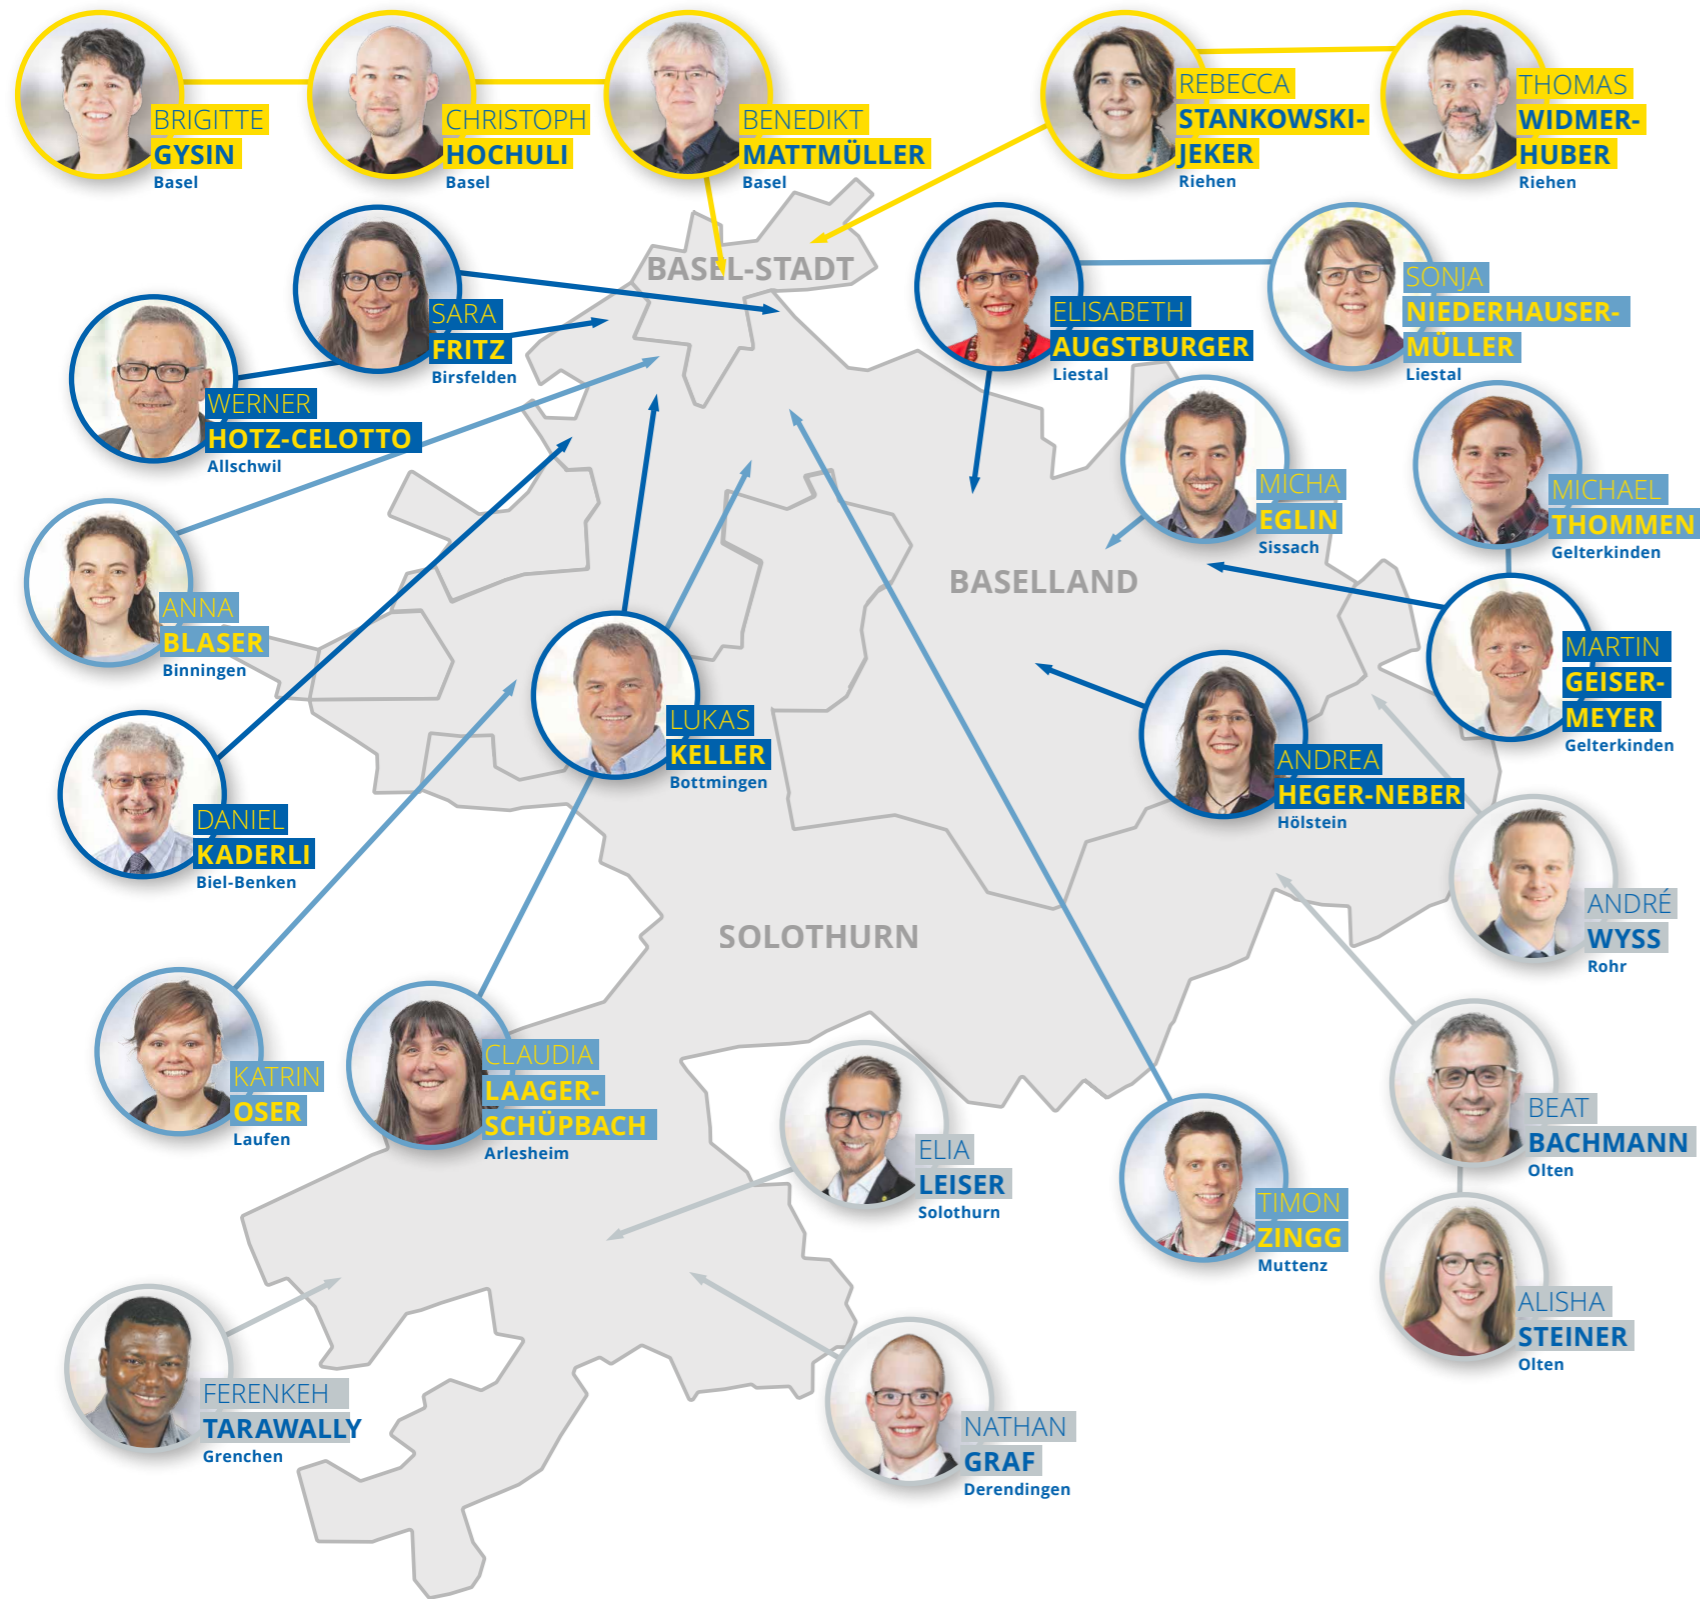 BRIGITTE
GYSIN
Basel
CHRISTOPH
HOCHULI
Basel
BENEDIKT
MATTMÜLLER
Basel
REBECCA
STANKOWSKI-
JEKER
Riehen
THOMAS
WIDMER-
HUBER
Riehen
BASEL-STADT
SARA
FRITZ
Birsfelden
ELISABETH
AUGSTBURGER
Liestal
SONJA
NIEDERHAUSER-
MÜLLER
Liestal
WERNER
HOTZ-CELOTTO
Allschwil
MICHA
EGLIN
Sissach
MICHAEL
THOMMEN
Gelterkinden
BASELLAND
ANNA
BLASER
Binningen
MARTIN
GEISER-
MEYER
Gelterkinden
LUKAS
KELLER
Bottmingen
ANDREA
HEGER-NEBER
Hölstein
DANIEL
KADERLI
Biel-Benken
SOLOTHURN
ANDRÉ
WYSS
Rohr
KATRIN
OSER
Laufen
CLAUDIA
LAAGER-
SCHÜPBACH
Arlesheim
ELIA
LEISER
Solothurn
BEAT
BACHMANN
Olten
TIMON
ZINGG
Muttenz
ALISHA
STEINER
Olten
FERENKEH
TARAWALLY
Grenchen
NATHAN
GRAF
Derendingen